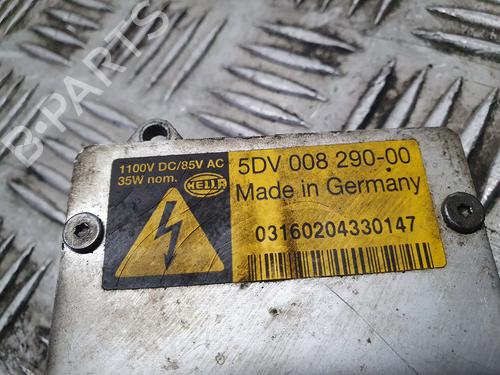 B-PARTS
1100V DC/85V AC
35W nom.
HELLA
5DV 008 290-00
Made in Germany
03160204330147